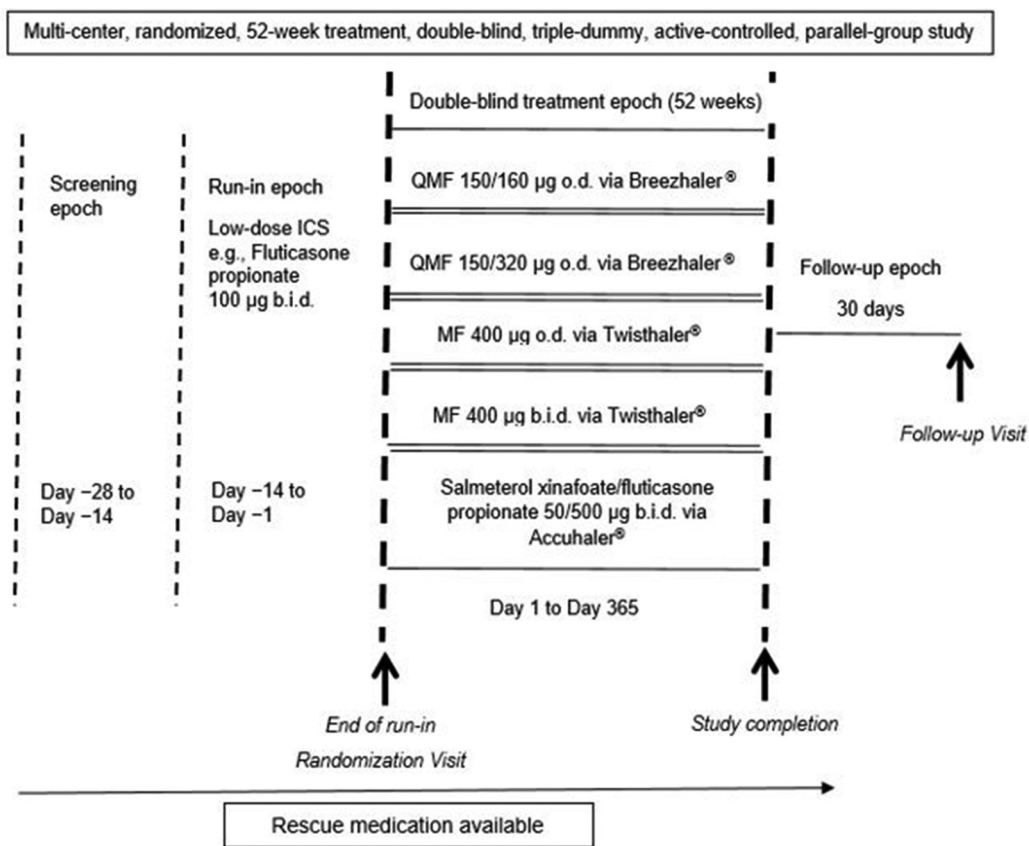 Multi-center, randomized, 52-week treatment, double-blind, triple-dummy, active-controlled, parallel-group study
Screening
epoch
Day −28 to
Day −14
Run-in epoch
Low-dose ICS
e.g., Fluticasone
propionate
100 µg b.i.d.
Day −14 to
Day −1
Double-blind treatment epoch (52 weeks)
QMF 150/160 µg o.d. via Breezhaler®
QMF 150/320 µg o.d. via Breezhaler®
MF 400 µg o.d. via Twisthaler®
MF 400 µg b.i.d. via Twisthaler®
Salmeterol xinafoate/fluticasone
propionate 50/500 µg b.i.d. via
Accuhaler®
Day 1 to Day 365
Follow-up epoch
30 days
Follow-up Visit
End of run-in
Randomization Visit
Study completion
Rescue medication available